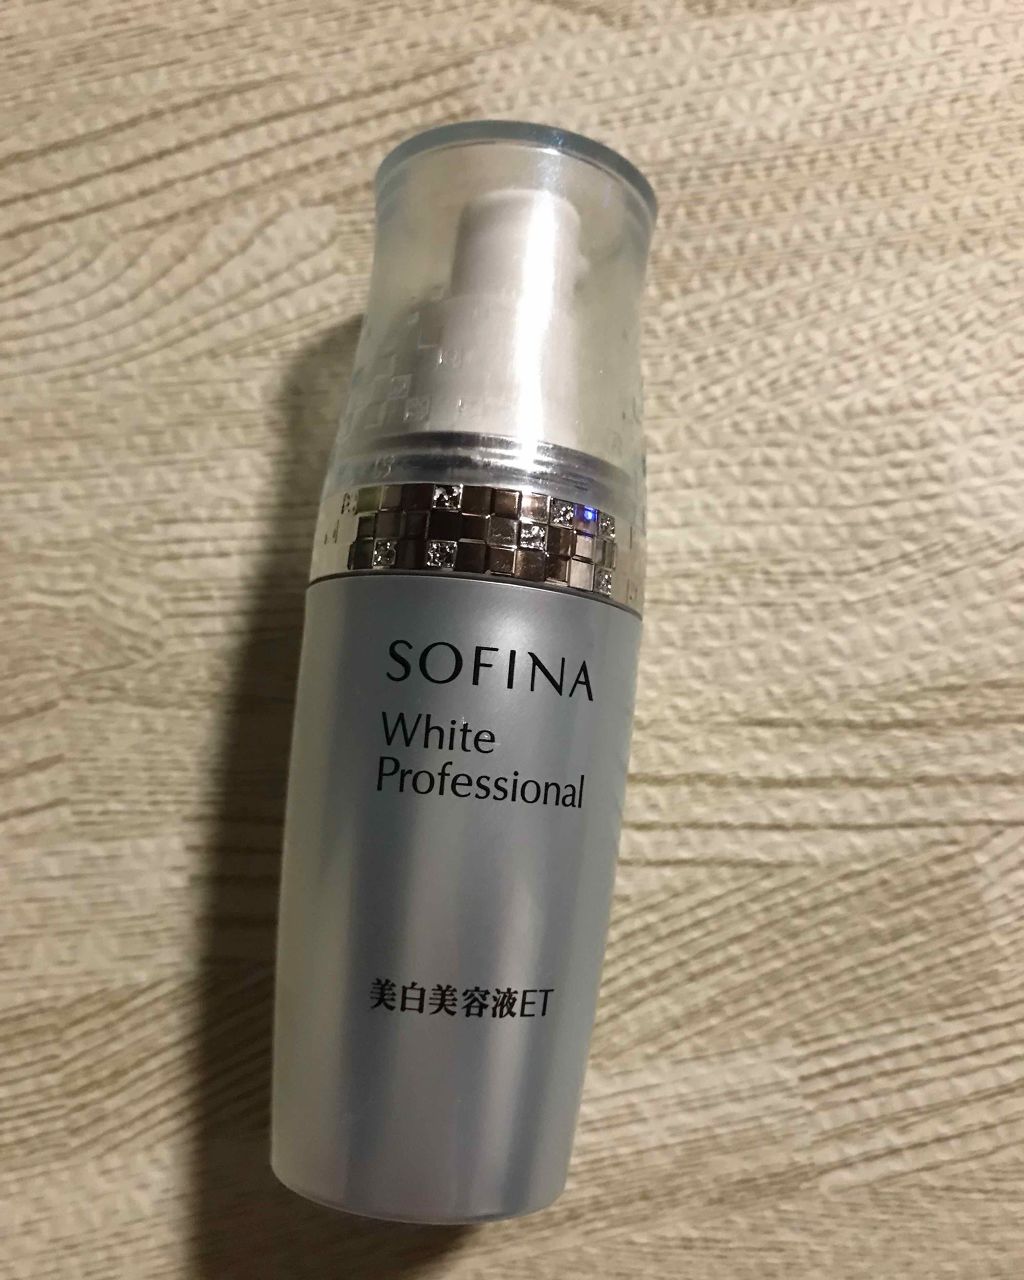 SOFINA
White
Professional
美白美容液ET